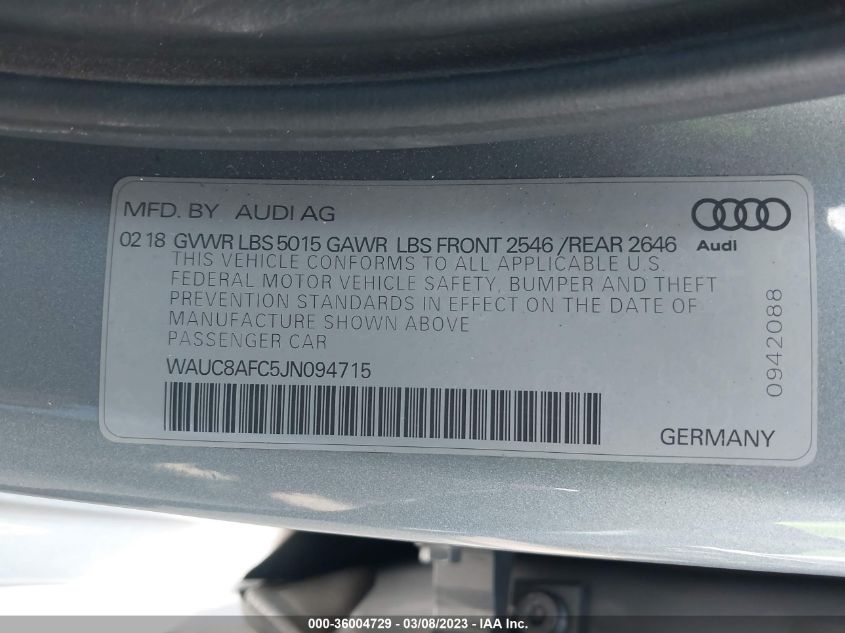 MFD. BY AUDI AG
Audi
02 18 GVWR LBS 5015 GAWR LBS FRONT 2546 /REAR 2646
THIS VEHICLE CONFORMS TO ALL APPLICABLE U.S.
FEDERAL MOTOR VEHICLE SAFETY, BUMPER AND THEFT
PREVENTION STANDARDS IN EFFECT ON THE DATE OF
MANUFACTURE SHOWN ABOVE
PASSENGER CAR
WAUC8AFC5JN094715
0942088
GERMANY
000-36004729 — 03/08/2023 — IAA Inc.